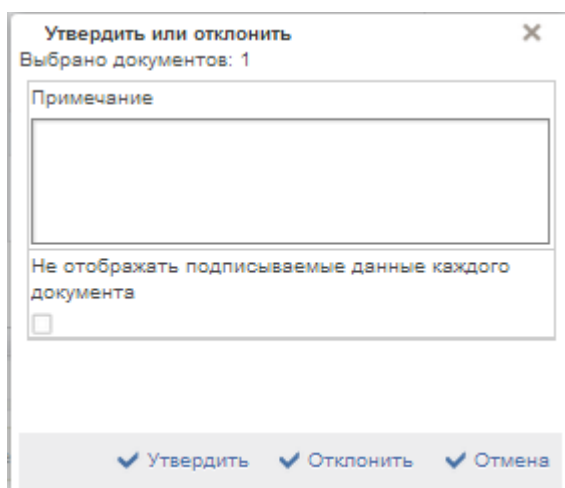 Утвердить или отклонить
Выбрано документов: 1
Примечание
Не отображать подписываемые данные каждого
документа
Утвердить Отклонить Отмена